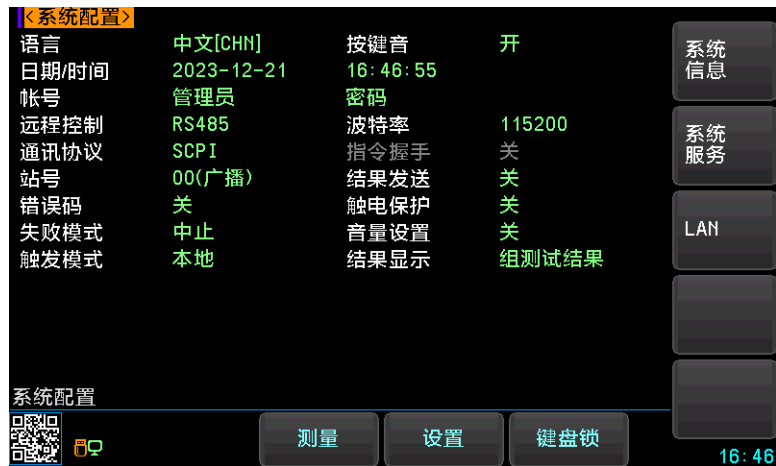 <系统配置>
语言 中文[CHN] 按键音 开
日期/时间 2023-12-21 16:46:55
帐号 管理员 密码
远程控制 RS485 波特率 115200
通讯协议 SCPI 指令握手 关
站号 00(广播) 结果发送 关
错误码 关 触电保护 关
失败模式 中止 音量设置 关
触发模式 本地 结果显示 组测试结果
系统
信息
系统
服务
LAN
系统配置
测量 设置 键盘锁
16:46